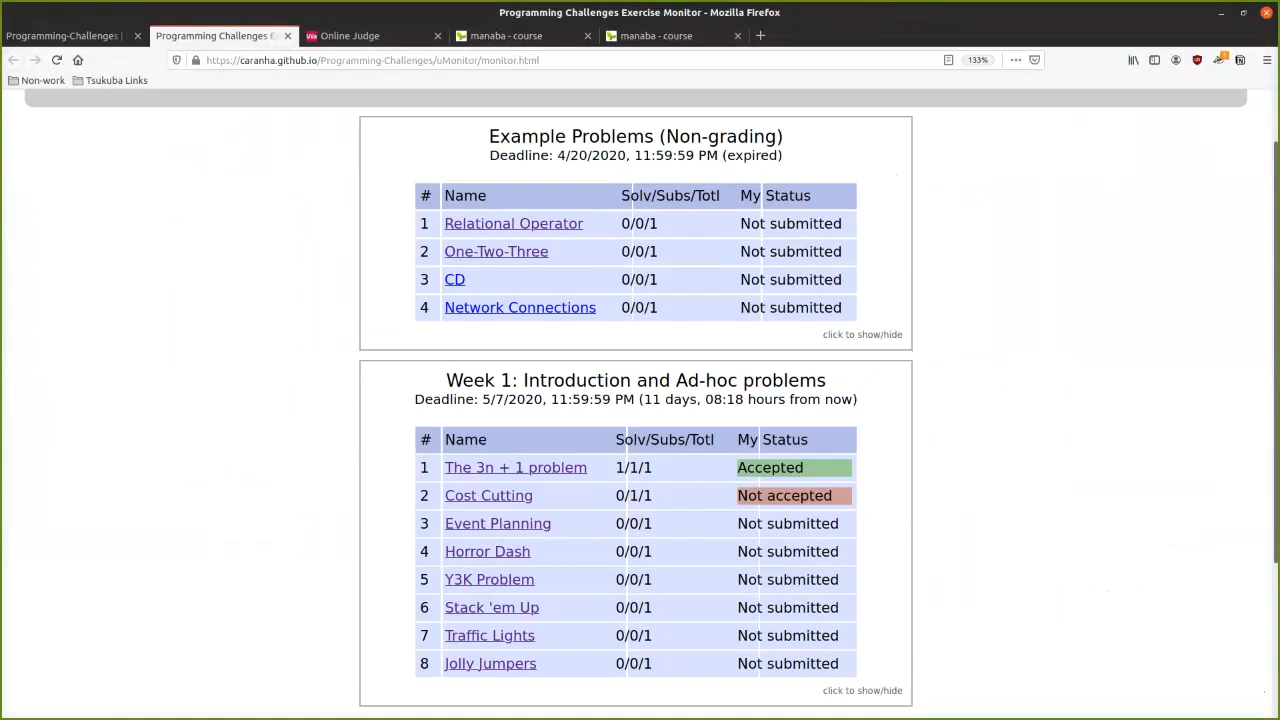 Programming Challenges Exercise Monitor - Mozilla Firefox
Programming-Challenges |
Programming Challenges E
UVa Online Judge
manaba - course
manaba - course
https://caranha.github.io/Programming-Challenges/uMonitor/monitor.html
133%
Non-work
Tsukuba Links
Example Problems (Non-grading)
Deadline: 4/20/2020, 11:59:59 PM (expired)
# Name Solv/Subs/Totl My Status
1 Relational Operator 0/0/1 Not submitted
2 One-Two-Three 0/0/1 Not submitted
3 CD 0/0/1 Not submitted
4 Network Connections 0/0/1 Not submitted
click to show/hide
Week 1: Introduction and Ad-hoc problems
Deadline: 5/7/2020, 11:59:59 PM (11 days, 08:18 hours from now)
# Name Solv/Subs/Totl My Status
1 The 3n + 1 problem 1/1/1 Accepted
2 Cost Cutting 0/1/1 Not accepted
3 Event Planning 0/0/1 Not submitted
4 Horror Dash 0/0/1 Not submitted
5 Y3K Problem 0/0/1 Not submitted
6 Stack 'em Up 0/0/1 Not submitted
7 Traffic Lights 0/0/1 Not submitted
8 Jolly Jumpers 0/0/1 Not submitted
click to show/hide